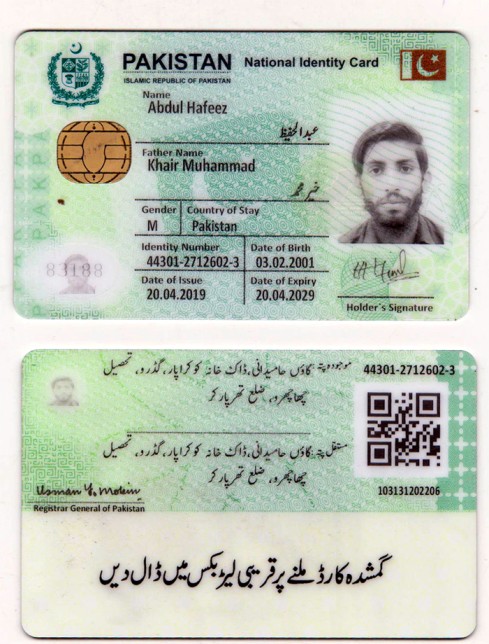 PAKISTAN National Identity Card
ISLAMIC REPUBLIC OF PAKISTAN
Name
Abdul Hafeez
عبدالحفیظ
Father Name
Khair Muhammad
خیر محمد
Gender Country of Stay
M Pakistan
Identity Number Date of Birth
44301-2712602-3 03.02.2001
Date of Issue Date of Expiry
20.04.2019 20.04.2029
83188
Holder's Signature
44301-2712602-3
موجودہ پتہ گاؤں حامیدانی، ڈاک خانہ کوکراپار، گڈرو، تحصیل
چھاچھرو، ضلع تھرپارکر
مستقل پتہ گاؤں حامیدانی، ڈاک خانہ کوکراپار، گڈرو، تحصیل
چھاچھرو، ضلع تھرپارکر
103131202206
Usman Y. Mobin
Registrar General of Pakistan
گمشدہ کارڈ ملنے پر قریبی لیٹر بکس میں ڈال دیں